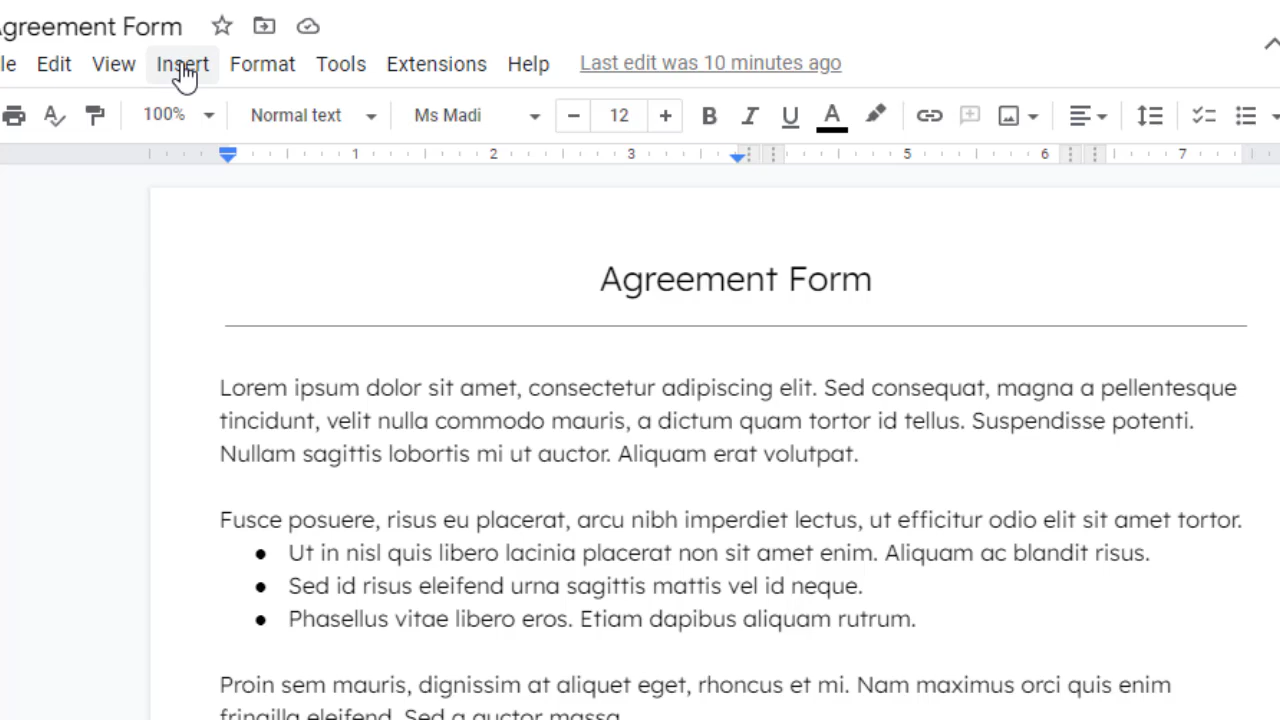 Agreement Form
le Edit View Insert Format Tools Extensions Help Last edit was 10 minutes ago
100% Normal text Ms Madi − 12 + B I U A
1 2 3 5 6 7
Agreement Form
Lorem ipsum dolor sit amet, consectetur adipiscing elit. Sed consequat, magna a pellentesque
tincidunt, velit nulla commodo mauris, a dictum quam tortor id tellus. Suspendisse potenti.
Nullam sagittis lobortis mi ut auctor. Aliquam erat volutpat.
Fusce posuere, risus eu placerat, arcu nibh imperdiet lectus, ut efficitur odio elit sit amet tortor.
● Ut in nisl quis libero lacinia placerat non sit amet enim. Aliquam ac blandit risus.
● Sed id risus eleifend urna sagittis mattis vel id neque.
● Phasellus vitae libero eros. Etiam dapibus aliquam rutrum.
Proin sem mauris, dignissim at aliquet eget, rhoncus et mi. Nam maximus orci quis enim
fringilla eleifend. Sed a auctor massa.